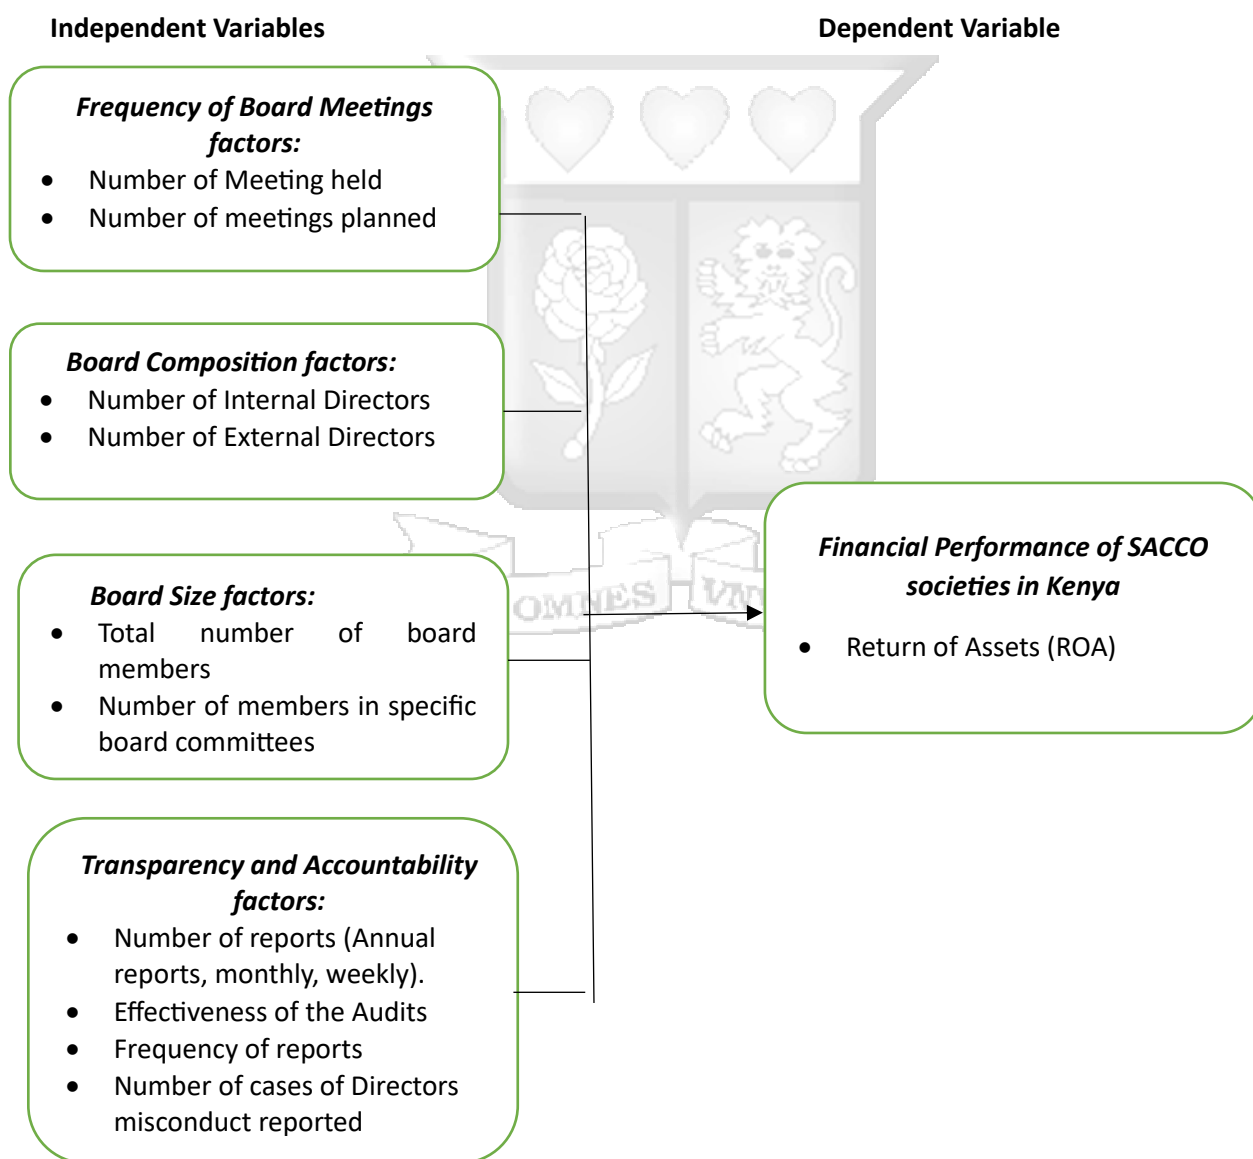 Independent Variables
Dependent Variable
Frequency of Board Meetings
factors:
• Number of Meeting held
• Number of meetings planned
Board Composition factors:
• Number of Internal Directors
• Number of External Directors
Board Size factors:
• Total number of board
members
• Number of members in specific
board committees
Transparency and Accountability
factors:
• Number of reports (Annual
reports, monthly, weekly).
• Effectiveness of the Audits
• Frequency of reports
• Number of cases of Directors
misconduct reported
OMNES
Financial Performance of SACCO
societies in Kenya
• Return of Assets (ROA)